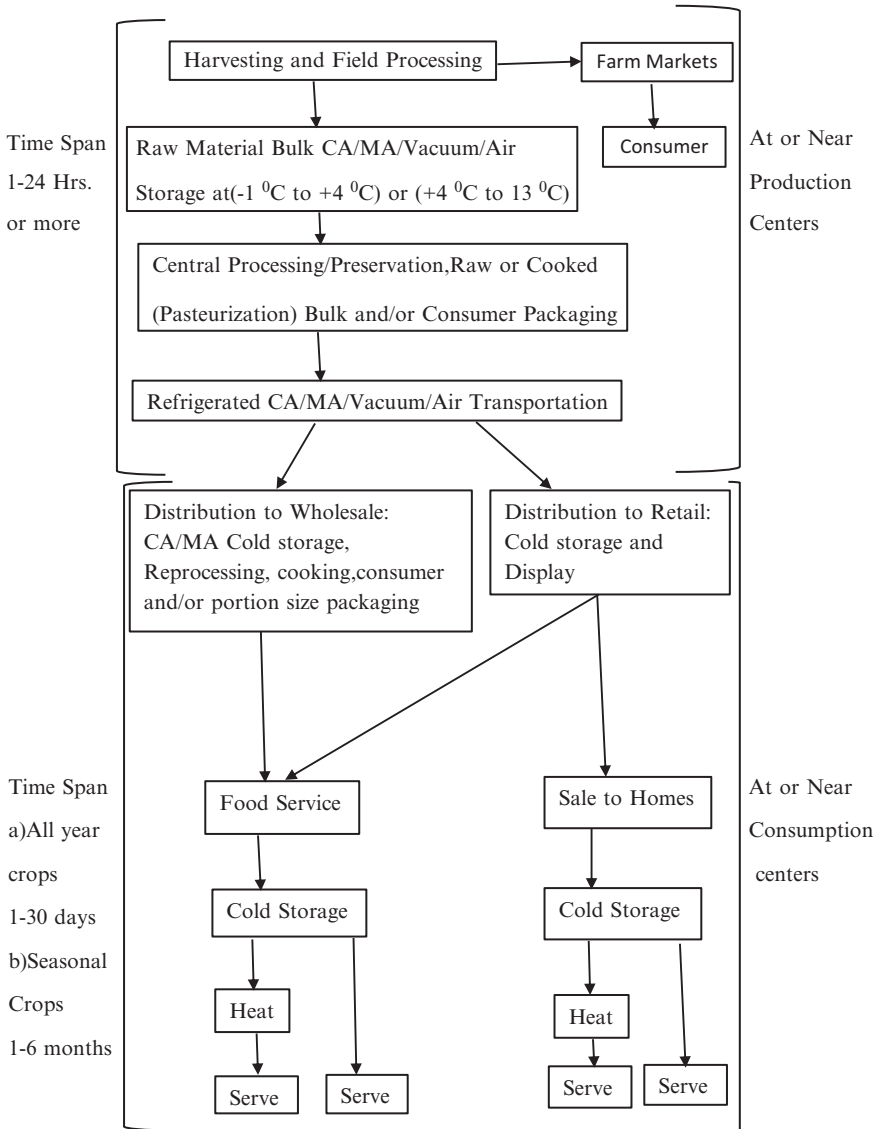 Harvesting and Field Processing
Farm Markets
Consumer
Time Span
1-24 Hrs.
or more
Raw Material Bulk CA/MA/Vacuum/Air
Storage at(-1 ⁰C to +4 ⁰C) or (+4 ⁰C to 13 ⁰C)
At or Near
Production
Centers
Central Processing/Preservation,Raw or Cooked
(Pasteurization) Bulk and/or Consumer Packaging
Refrigerated CA/MA/Vacuum/Air Transportation
Distribution to Wholesale:
CA/MA Cold storage,
Reprocessing, cooking,consumer
and/or portion size packaging
Distribution to Retail:
Cold storage and
Display
Time Span
a)All year
crops
1-30 days
b)Seasonal
Crops
1-6 months
Food Service
Cold Storage
Heat
Serve
Serve
Sale to Homes
Cold Storage
Heat
Serve
Serve
At or Near
Consumption
centers